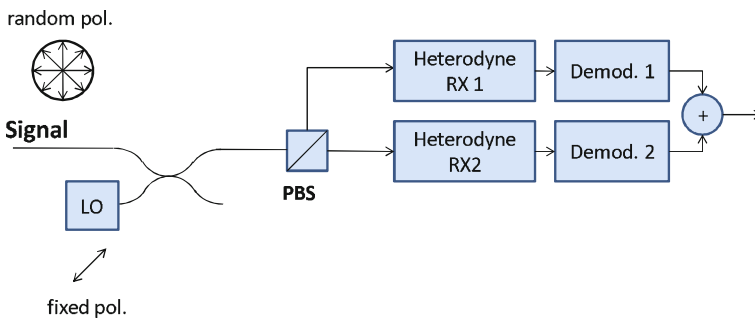 random pol.
Signal
LO
fixed pol.
PBS
Heterodyne
RX 1
Demod. 1
Heterodyne
RX2
Demod. 2
+